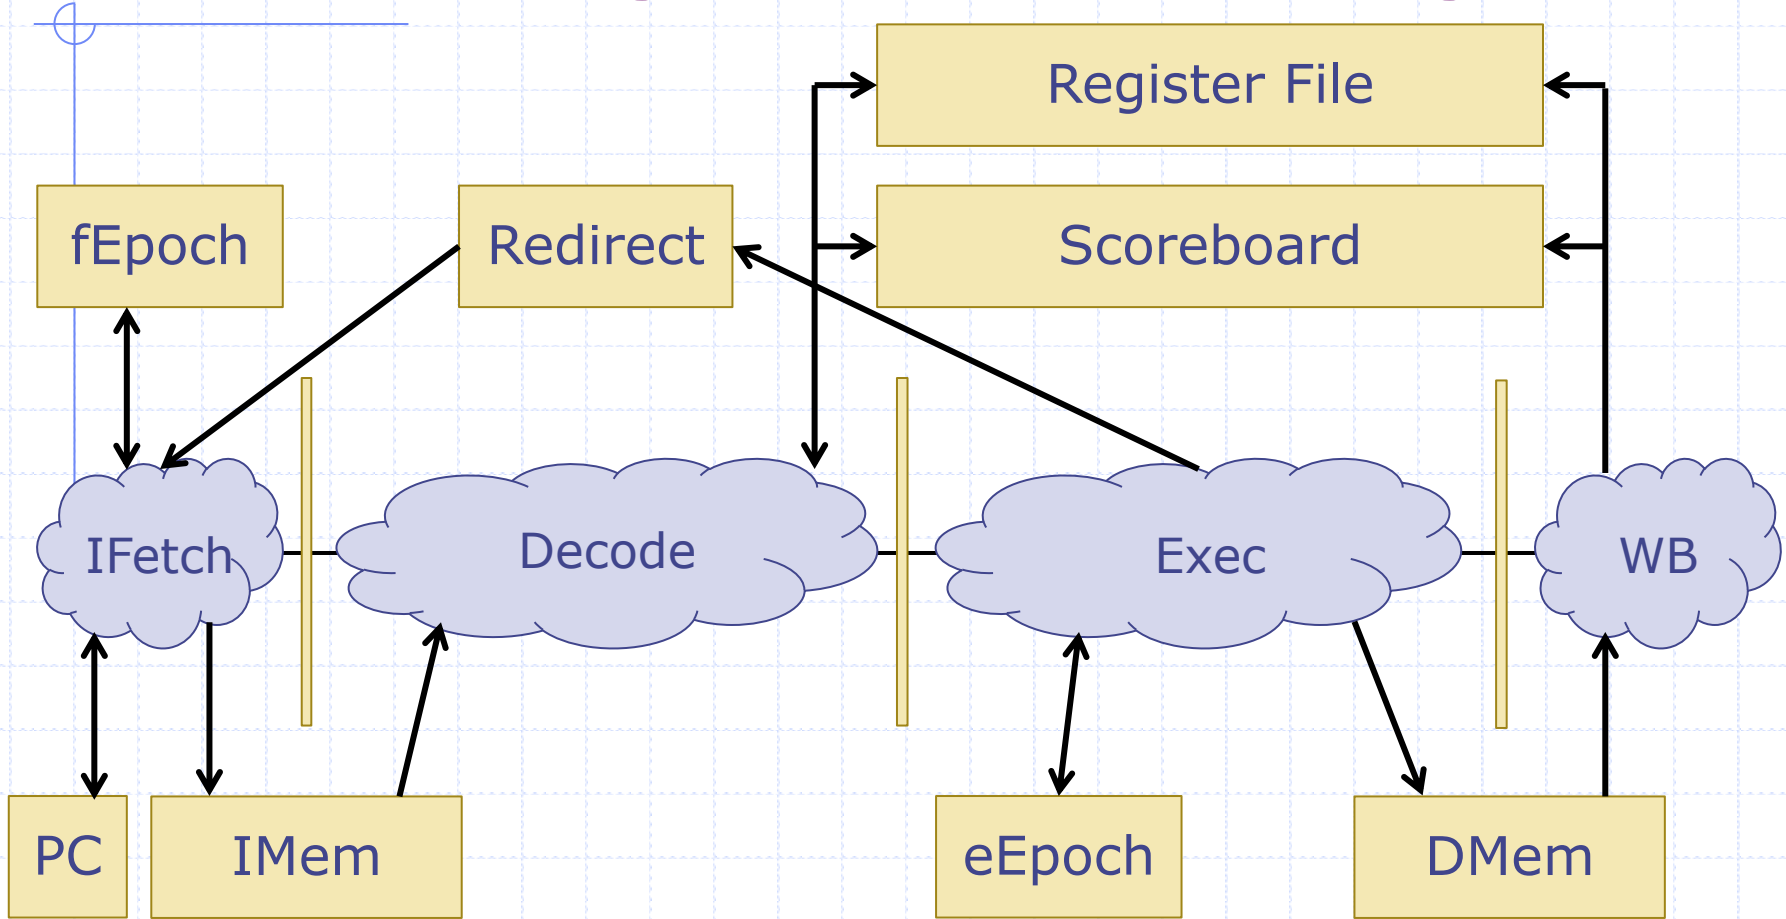 Register File
fEpoch
Redirect
Scoreboard
IFetch
Decode
Exec
WB
PC
IMem
eEpoch
DMem